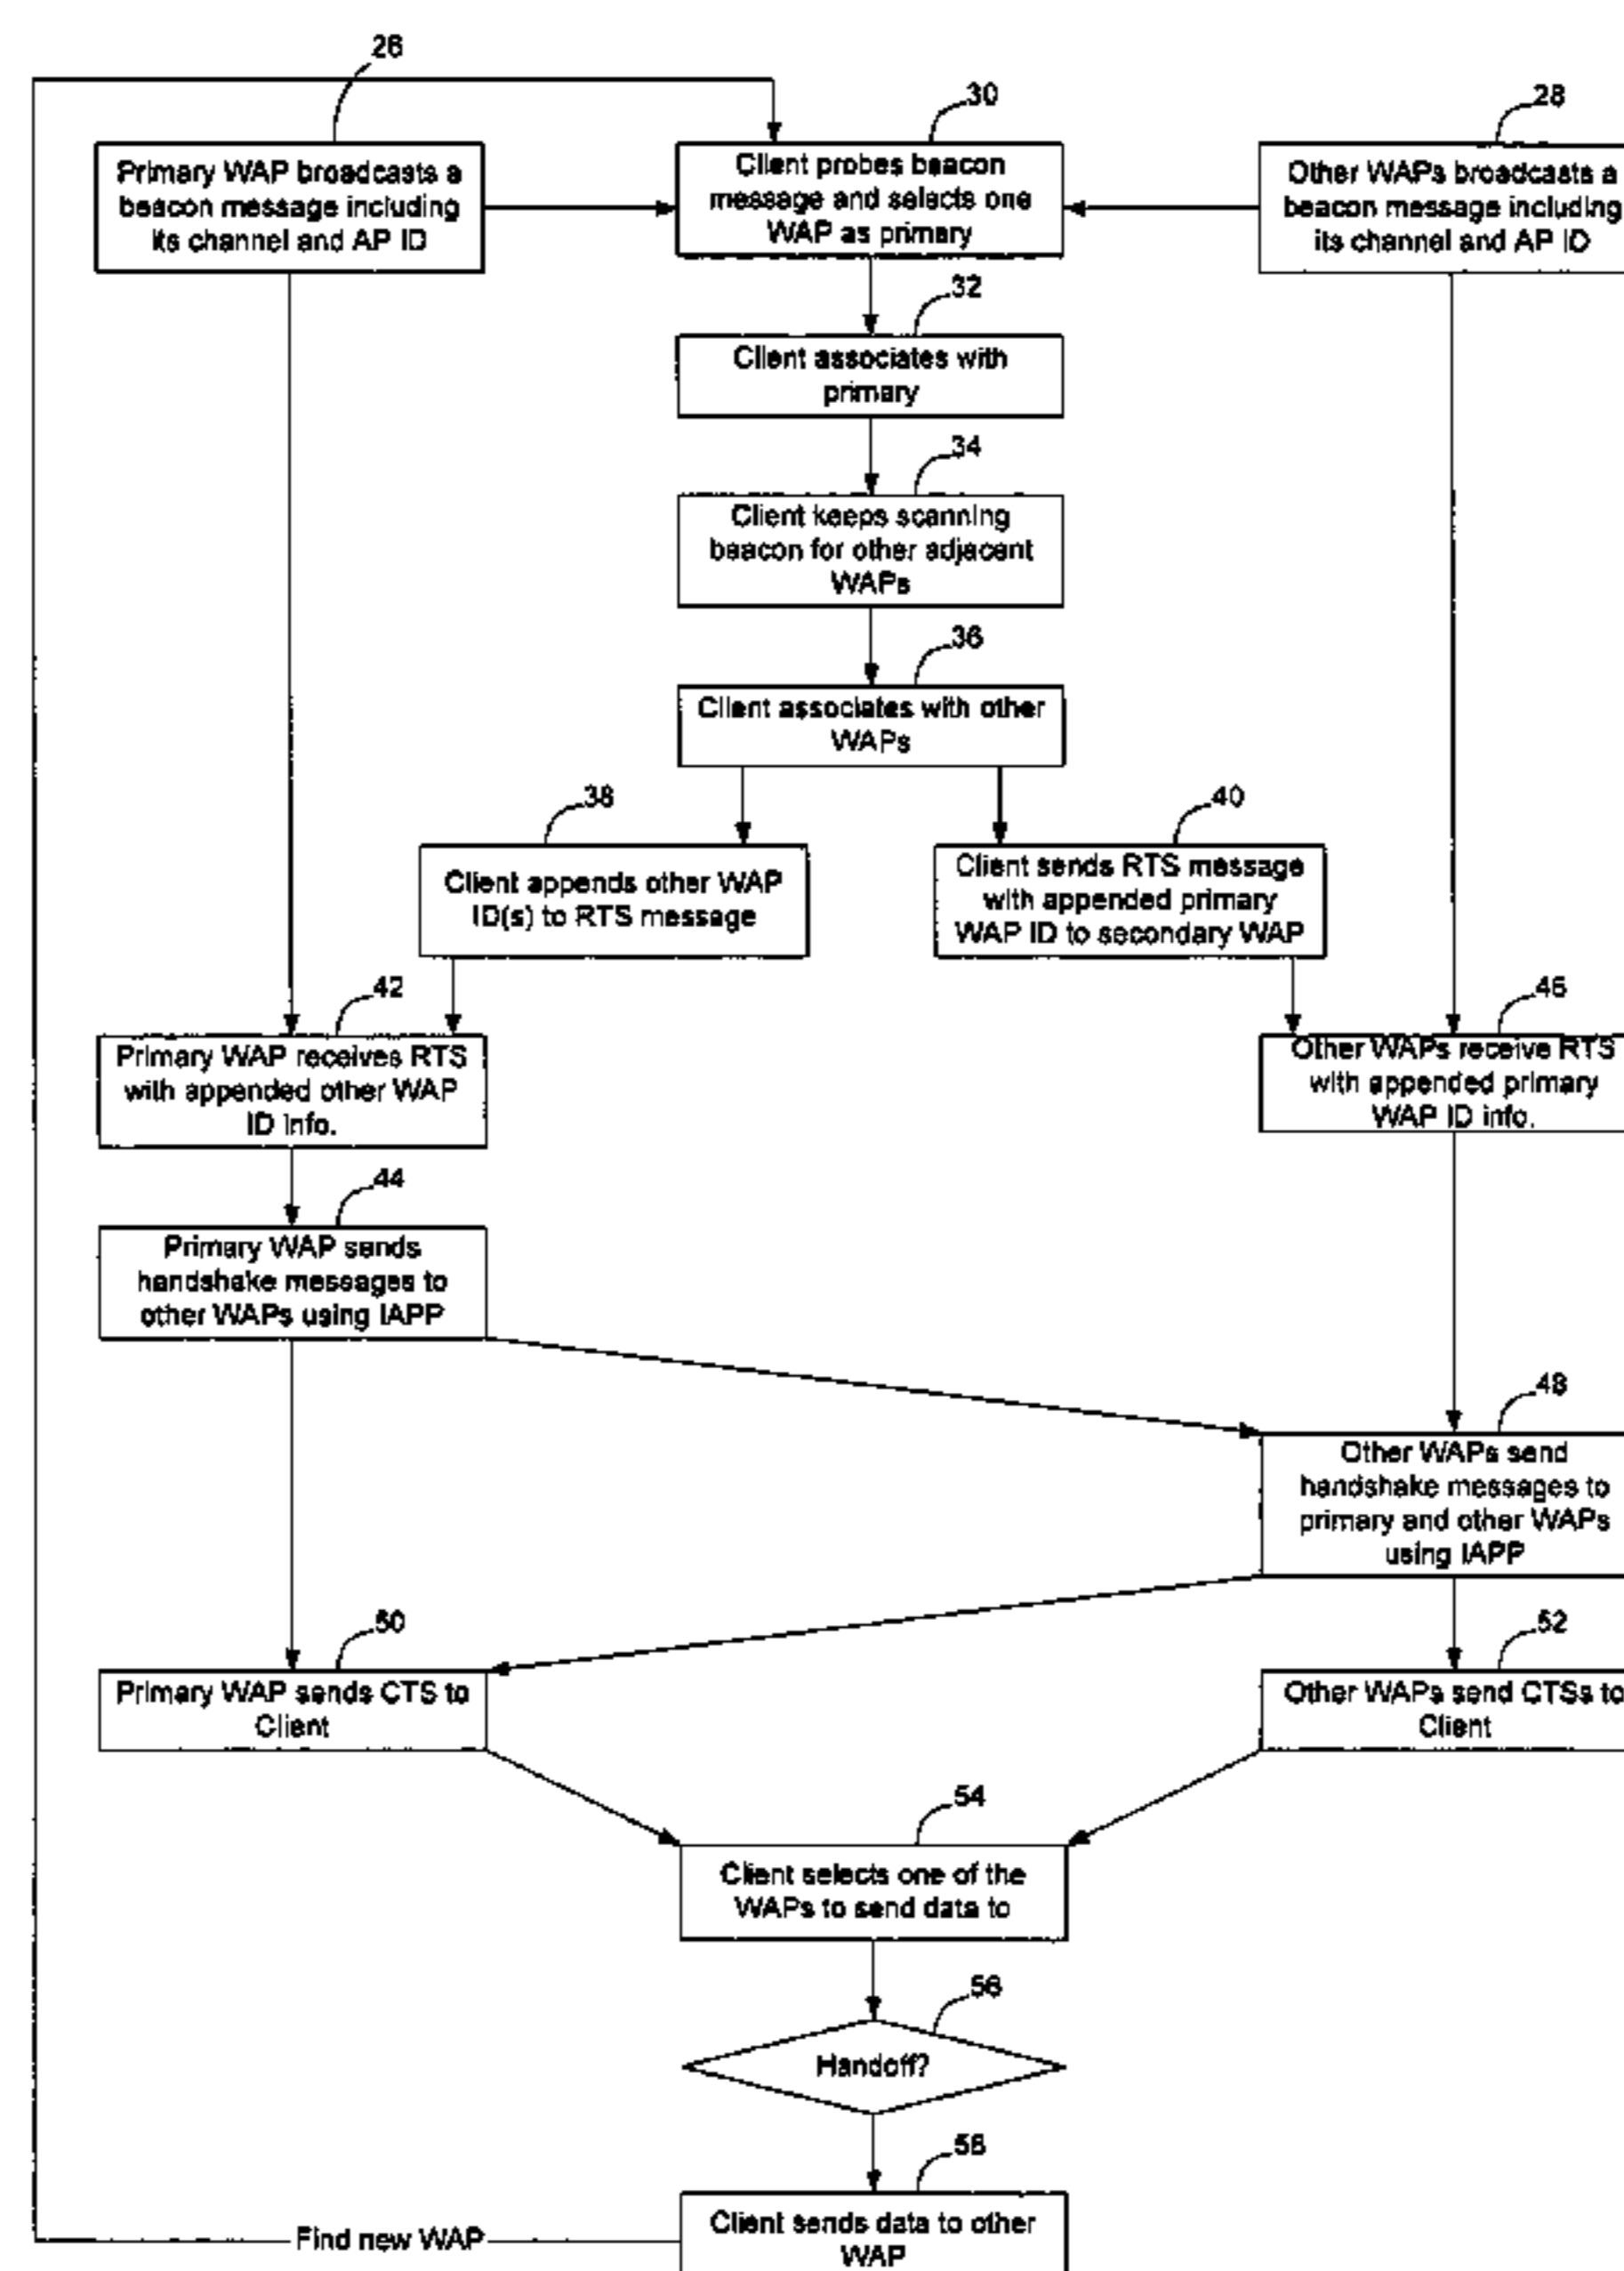 26
30
28
Primary WAP broadcasts a
beacon message including
its channel and AP ID
Client probes beacon
message and selects one
WAP as primary
Other WAPs broadcasts a
beacon message including
its channel and AP ID
32
Client associates with
primary
34
Client keeps scanning
beacon for other adjacent
WAPs
36
Client associates with other
WAPs
38
40
Client appends other WAP
ID(s) to RTS message
Client sends RTS message
with appended primary
WAP ID to secondary WAP
42
46
Primary WAP receives RTS
with appended other WAP
ID info.
Other WAPs receive RTS
with appended primary
WAP ID info.
44
Primary WAP sends
handshake messages to
other WAPs using IAPP
48
Other WAPs send
handshake messages to
primary and other WAPs
using IAPP
50
52
Primary WAP sends CTS to
Client
Other WAPs send CTSs to
Client
54
Client selects one of the
WAPs to send data to
56
Handoff?
58
Client sends data to other
WAP
Find new WAP